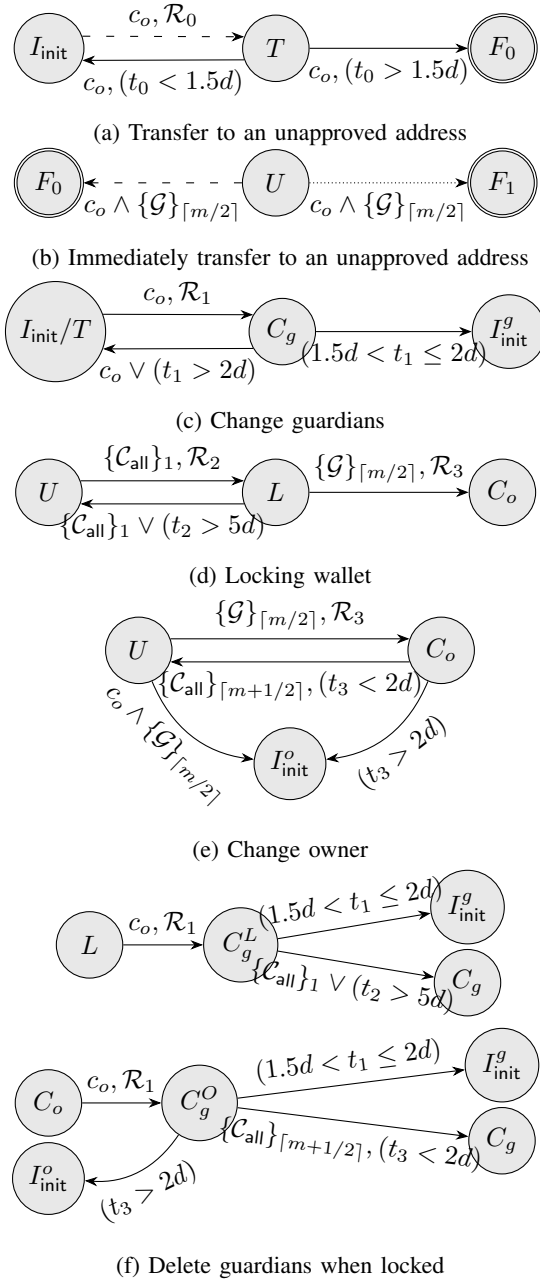 c_o, R_0
I_init T F_0
c_o, (t_0 < 1.5d) c_o, (t_0 > 1.5d)
(a) Transfer to an unapproved address
F_0 U F_1
c_o ∧ {G}_⌈m/2⌉ c_o ∧ {G}_⌈m/2⌉
(b) Immediately transfer to an unapproved address
c_o, R_1
I_init/T C_g I^g_init
c_o ∨ (t_1 > 2d) (1.5d < t_1 ≤ 2d)
(c) Change guardians
{C_all}_1, R_2 {G}_⌈m/2⌉, R_3
U L C_o
{C_all}_1 ∨ (t_2 > 5d)
(d) Locking wallet
{G}_⌈m/2⌉, R_3
U C_o
{C_all}_⌈m+1/2⌉, (t_3 < 2d)
c_o ∧ {G}_⌈m/2⌉ (t_3 > 2d)
I^o_init
(e) Change owner
(1.5d < t_1 ≤ 2d) I^g_init
c_o, R_1
L C^L_g
{C_all}_1 ∨ (t_2 > 5d) C_g
(1.5d < t_1 ≤ 2d) I^g_init
c_o, R_1
C_o C^O_g
{C_all}_⌈m+1/2⌉, (t_3 < 2d) C_g
I^o_init (t_3 > 2d)
(f) Delete guardians when locked